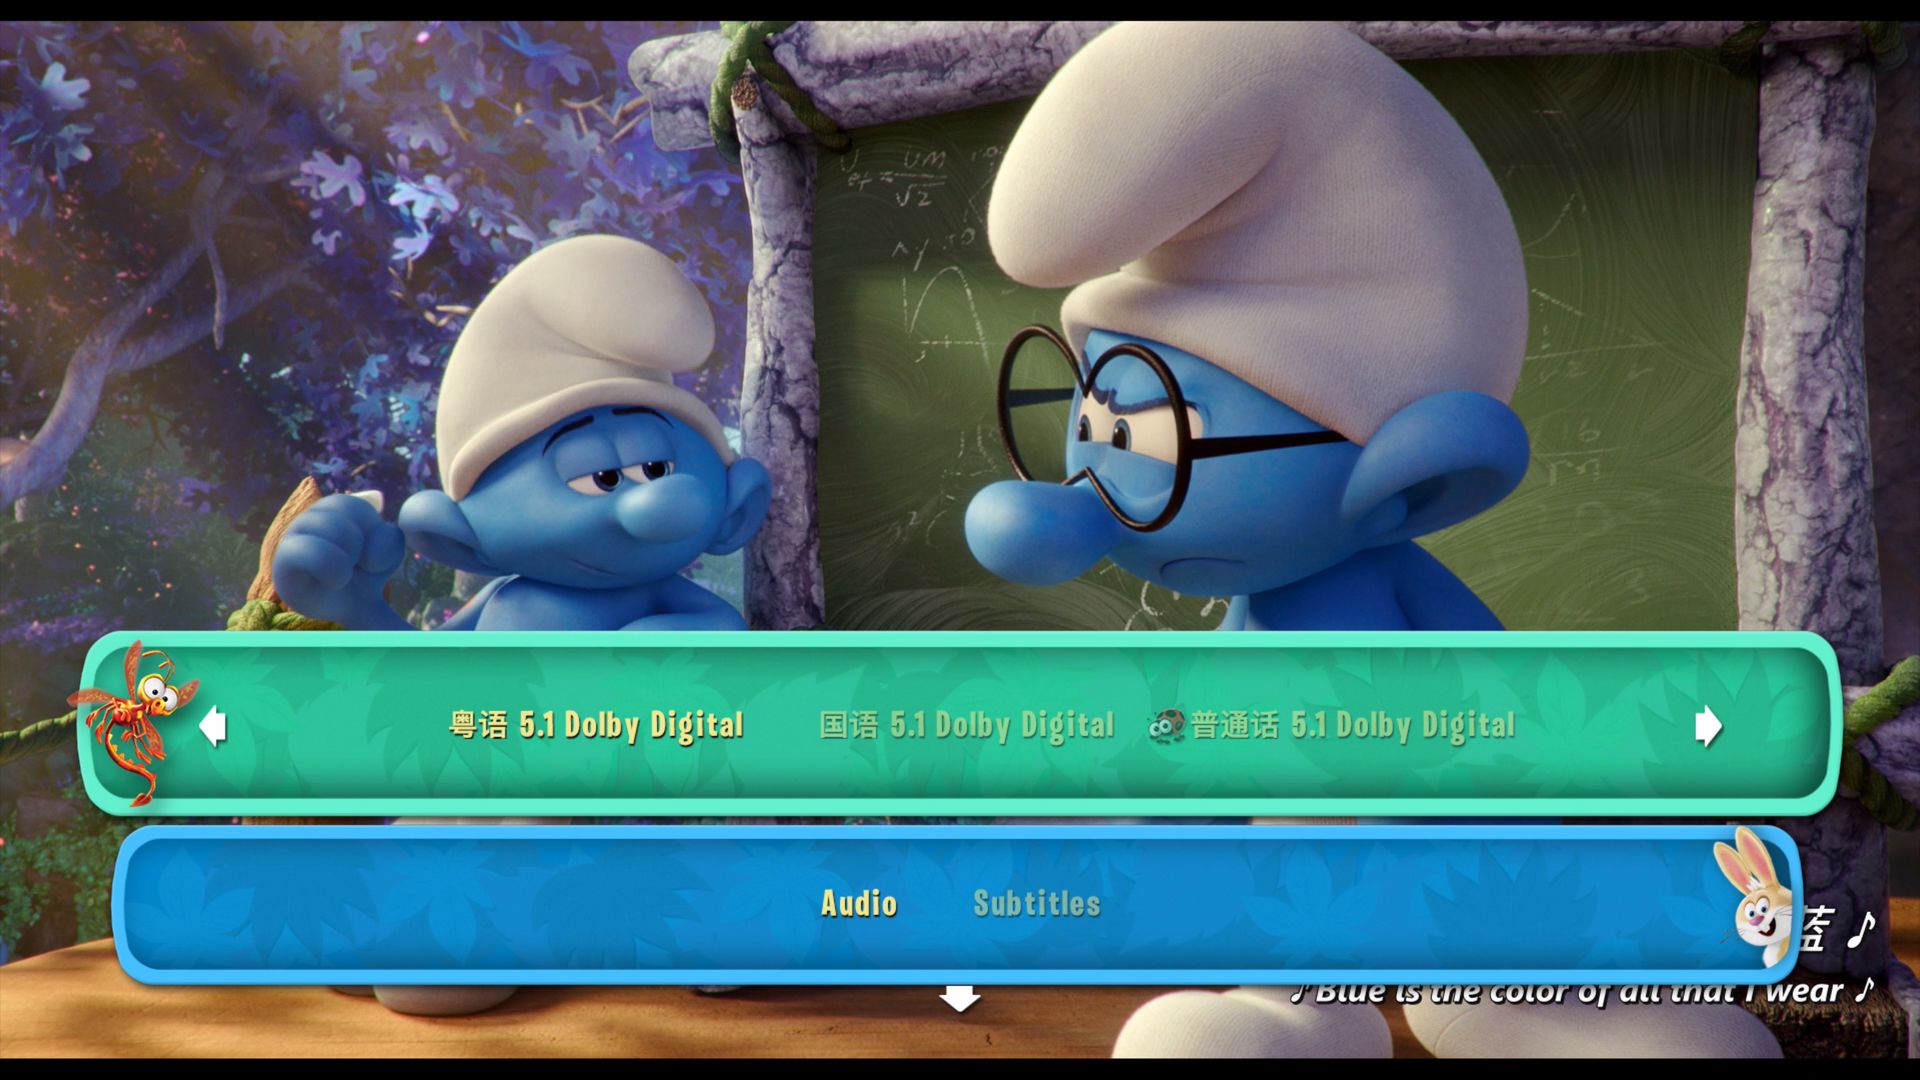 粤语 5.1 Dolby Digital
国语 5.1 Dolby Digital
普通话 5.1 Dolby Digital
Audio
Subtitles
蓝 ♪
♪ Blue is the color of all that I wear ♪